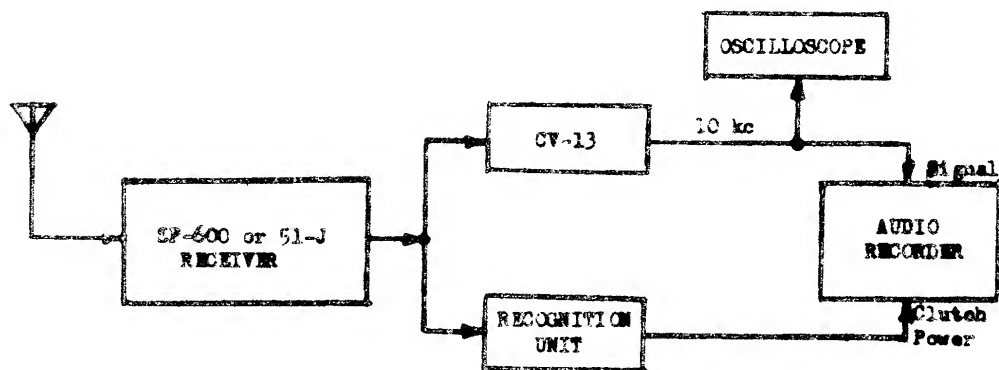 OSCILLOSCOPE
CV-13
10 kc
Signal
SP-600 or 51-J
RECEIVER
AUDIO
RECORDER
RECOGNITION
UNIT
Clutch
Power